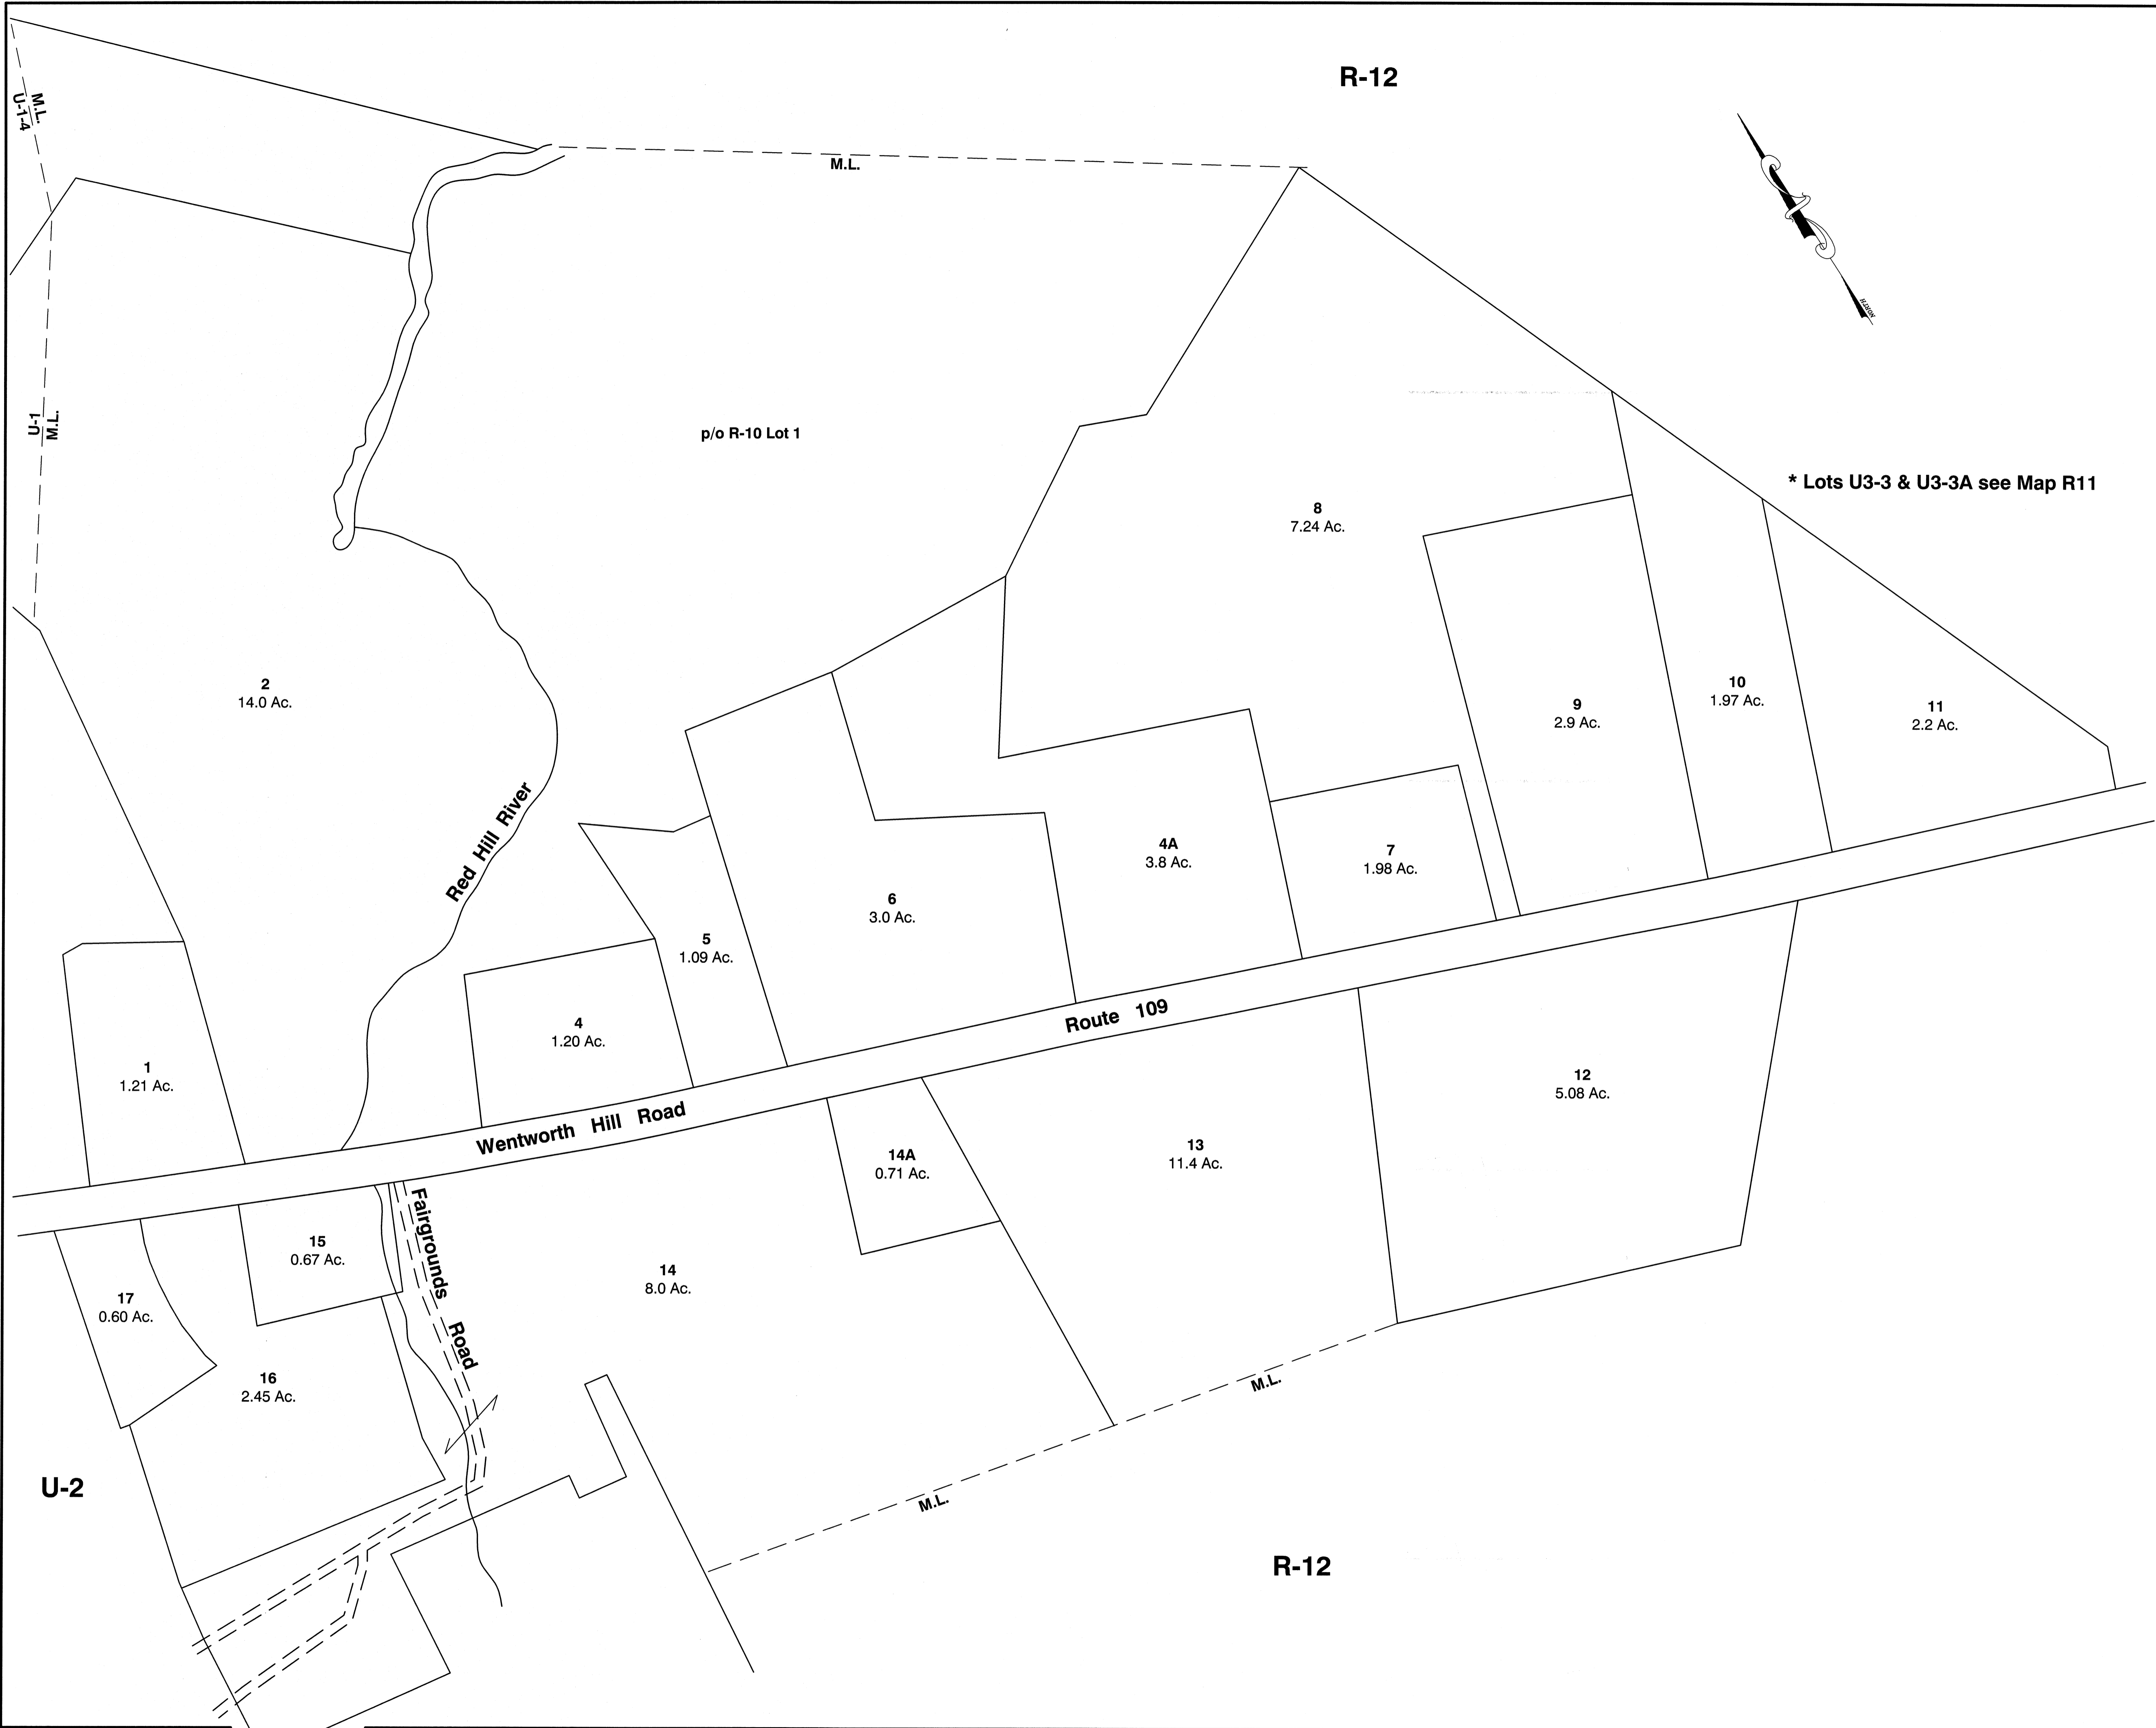 R-12
M.L.
U-1-4
M.L.
NORTH
U-1
M.L.
p/o R-10 Lot 1
* Lots U3-3 & U3-3A see Map R11
8
7.24 Ac.
2
14.0 Ac.
9
2.9 Ac.
10
1.97 Ac.
11
2.2 Ac.
Red Hill River
4A
3.8 Ac.
7
1.98 Ac.
6
3.0 Ac.
5
1.09 Ac.
4
1.20 Ac.
1
1.21 Ac.
Route 109
Wentworth Hill Road
12
5.08 Ac.
13
11.4 Ac.
14A
0.71 Ac.
Fairgrounds Road
15
0.67 Ac.
14
8.0 Ac.
17
0.60 Ac.
16
2.45 Ac.
M.L.
U-2
M.L.
R-12